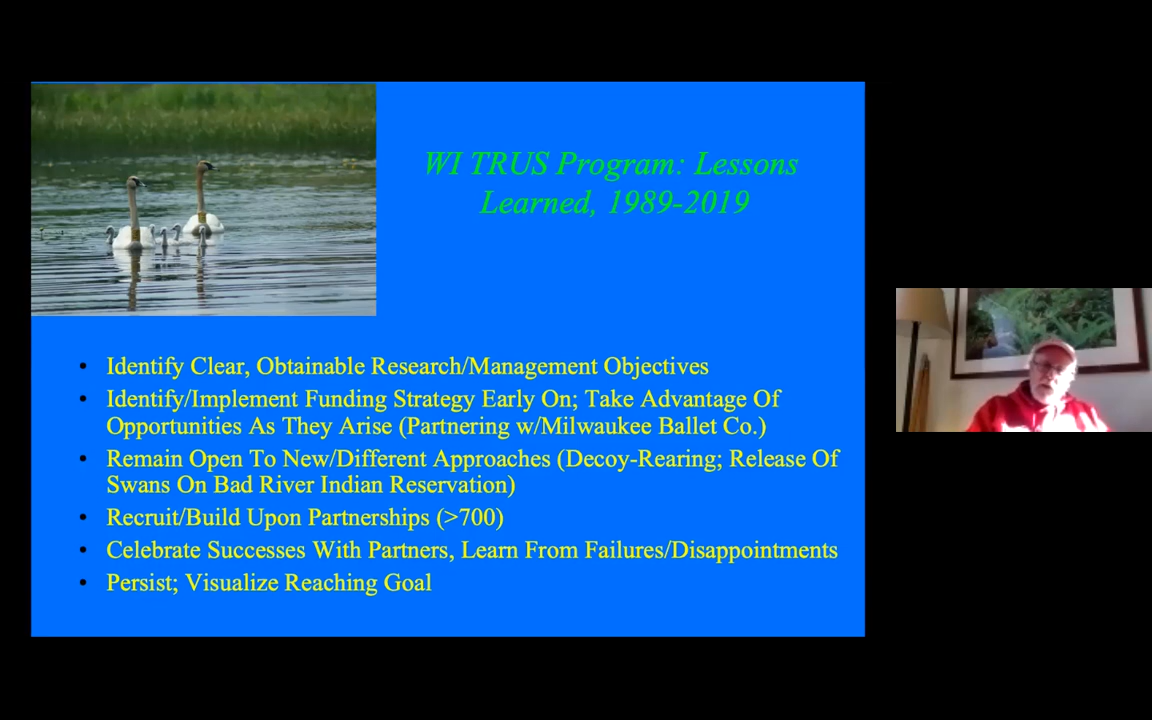 WI TRUS Program: Lessons
Learned, 1989-2019
• Identify Clear, Obtainable Research/Management Objectives
• Identify/Implement Funding Strategy Early On; Take Advantage Of
Opportunities As They Arise (Partnering w/Milwaukee Ballet Co.)
• Remain Open To New/Different Approaches (Decoy-Rearing; Release Of
Swans On Bad River Indian Reservation)
• Recruit/Build Upon Partnerships (>700)
• Celebrate Successes With Partners, Learn From Failures/Disappointments
• Persist; Visualize Reaching Goal